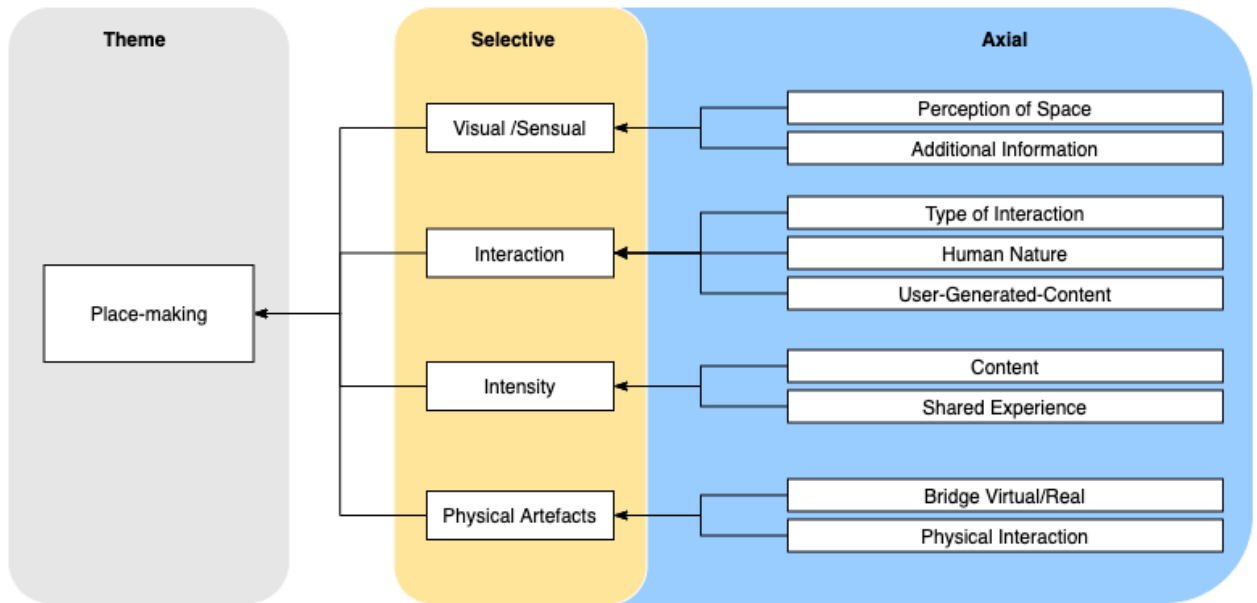 Theme
Selective
Axial
Place-making
Visual /Sensual
Interaction
Intensity
Physical Artefacts
Perception of Space
Additional Information
Type of Interaction
Human Nature
User-Generated-Content
Content
Shared Experience
Bridge Virtual/Real
Physical Interaction